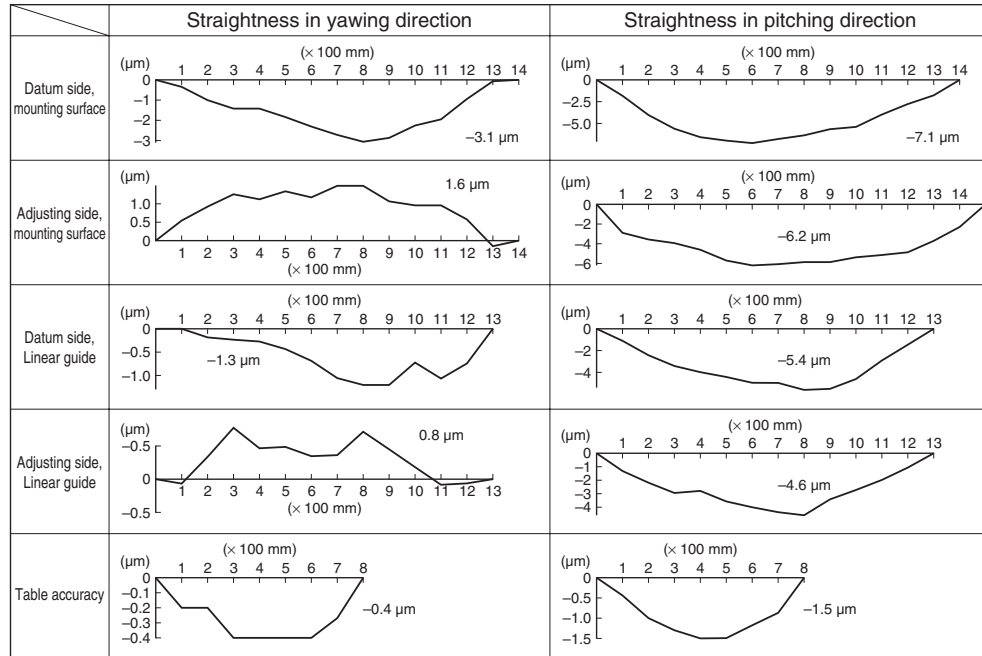 Straightness in yawing direction
Straightness in pitching direction
Datum side,
mounting surface
(× 100 mm)
(µm) 1 2 3 4 5 6 7 8 9 10 11 12 13 14
0
–1
–2
–3
–3.1 µm
(× 100 mm)
(µm) 1 2 3 4 5 6 7 8 9 10 11 12 13 14
0
–2.5
–5.0
–7.1 µm
Adjusting side,
mounting surface
(µm)
1.6 µm
1.0
0.5
0
1 2 3 4 5 6 7 8 9 10 11 12 13 14
(× 100 mm)
(× 100 mm)
(µm) 1 2 3 4 5 6 7 8 9 10 11 12 13 14
0
–2
–4
–6
–6.2 µm
Datum side,
Linear guide
(× 100 mm)
(µm) 1 2 3 4 5 6 7 8 9 10 11 12 13
0
–0.5
–1.0
–1.3 µm
(× 100 mm)
(µm) 1 2 3 4 5 6 7 8 9 10 11 12 13
0
–2
–4
–5.4 µm
Adjusting side,
Linear guide
(µm)
0.8 µm
–0.5
0
1 2 3 4 5 6 7 8 9 10 11 12 13
–0.5
(× 100 mm)
(× 100 mm)
(µm) 1 2 3 4 5 6 7 8 9 10 11 12 13
0
–1
–2
–3
–4
–4.6 µm
Table accuracy
(× 100 mm)
(µm) 1 2 3 4 5 6 7 8
0
–0.1
–0.2
–0.3
–0.4
–0.4 µm
(× 100 mm)
(µm) 1 2 3 4 5 6 7 8
0
–0.5
–1.0
–1.5
–1.5 µm